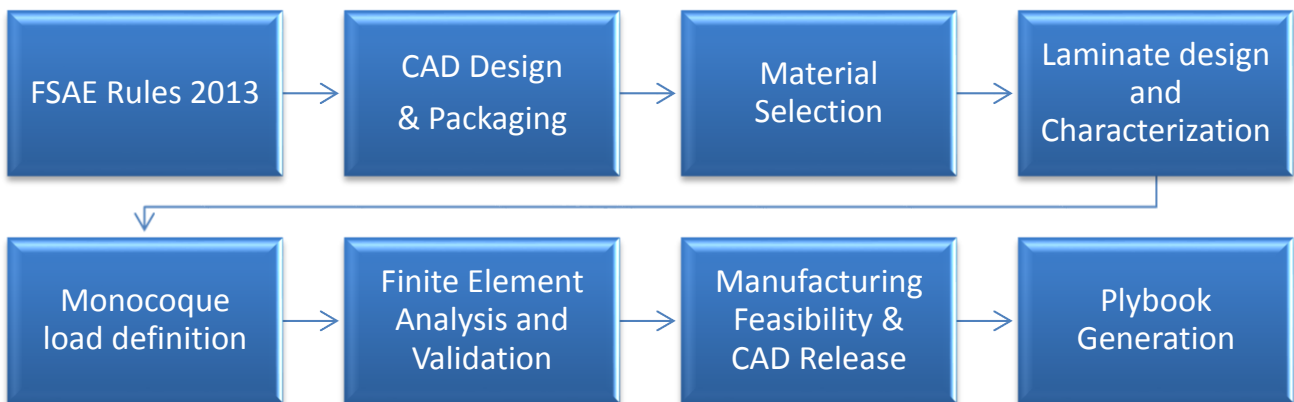 FSAE Rules 2013
CAD Design
& Packaging
Material
Selection
Laminate design
and
Characterization
Monocoque
load definition
Finite Element
Analysis and
Validation
Manufacturing
Feasibility &
CAD Release
Plybook
Generation